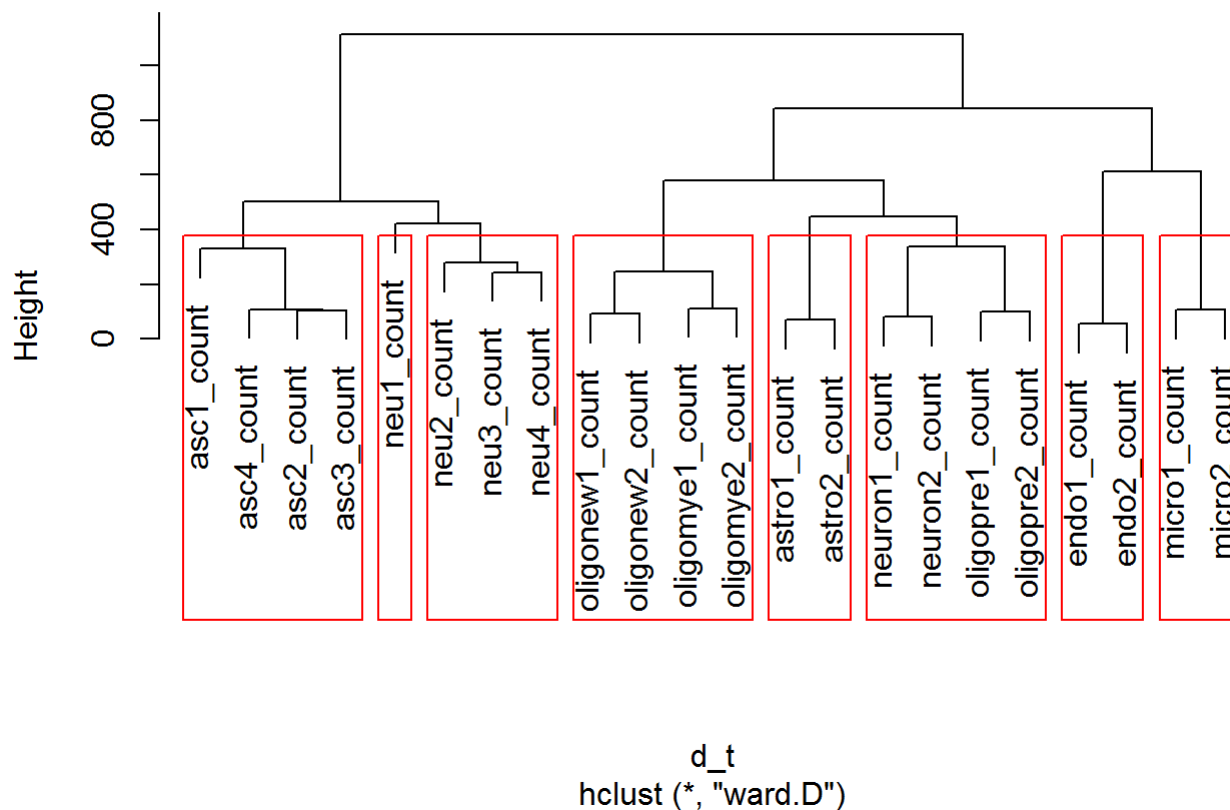 Height
800
400
0
asc1_count
asc4_count
asc2_count
asc3_count
neu1_count
neu2_count
neu3_count
neu4_count
oligonew1_count
oligonew2_count
oligomye1_count
oligomye2_count
astro1_count
astro2_count
neuron1_count
neuron2_count
oligopre1_count
oligopre2_count
endo1_count
endo2_count
micro1_count
micro2_count
d_t
hclust (*, "ward.D")